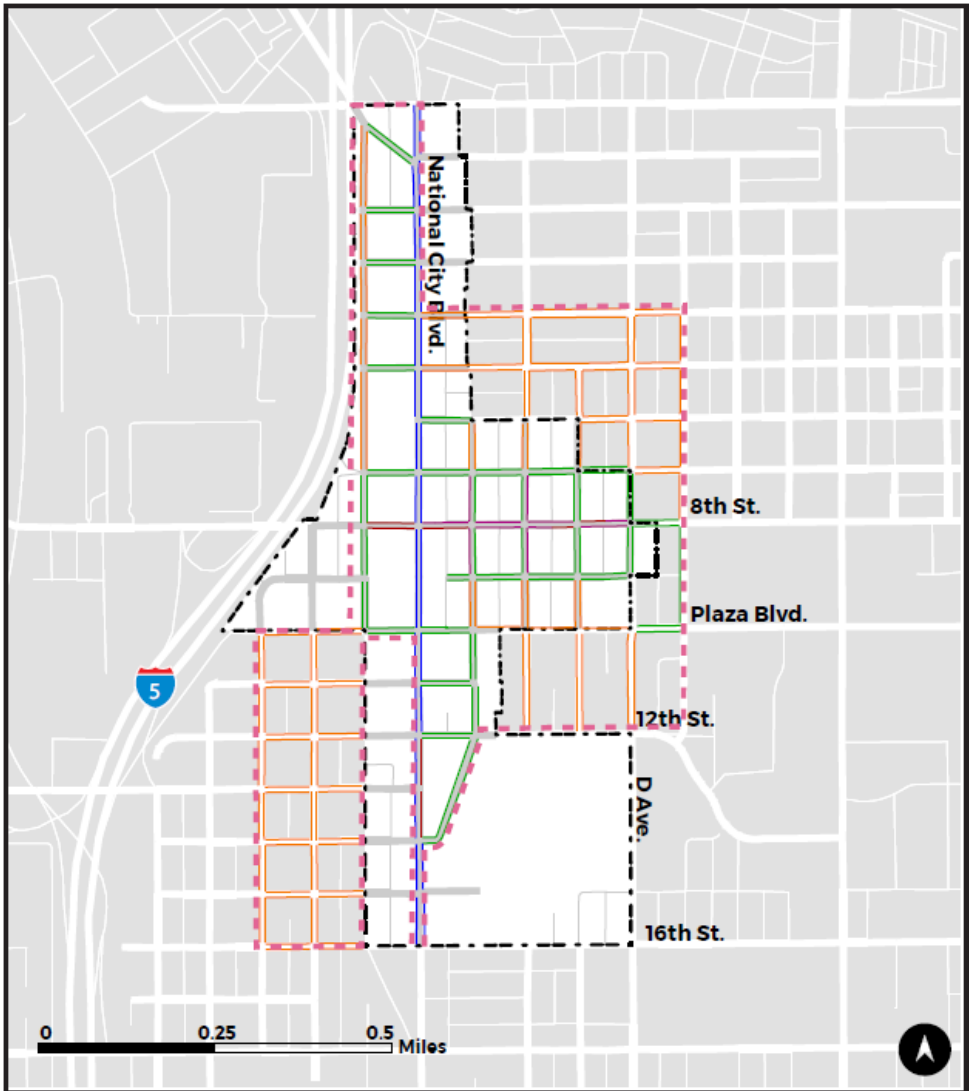 National City Blvd.
8th St.
Plaza Blvd.
5
12th St.
D Ave.
16th St.
0 0.25 0.5
Miles